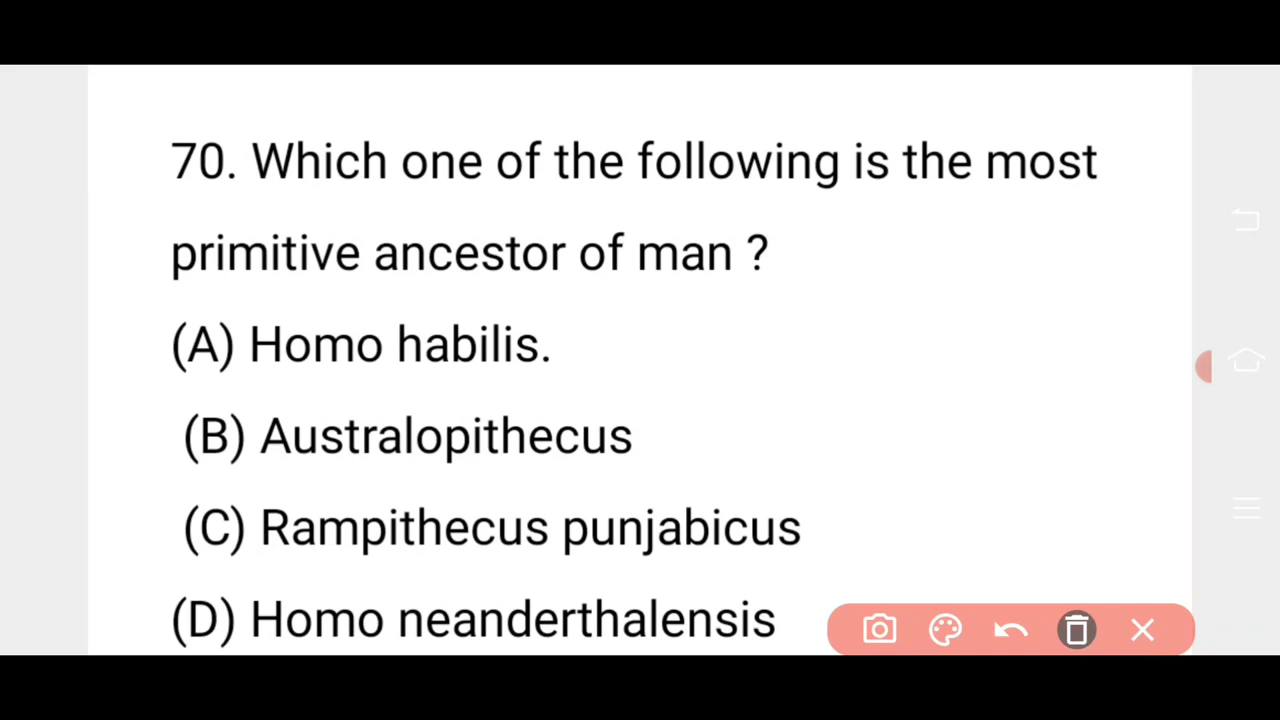 70. Which one of the following is the most
primitive ancestor of man ?
(A) Homo habilis.
(B) Australopithecus
(C) Rampithecus punjabicus
(D) Homo neanderthalensis